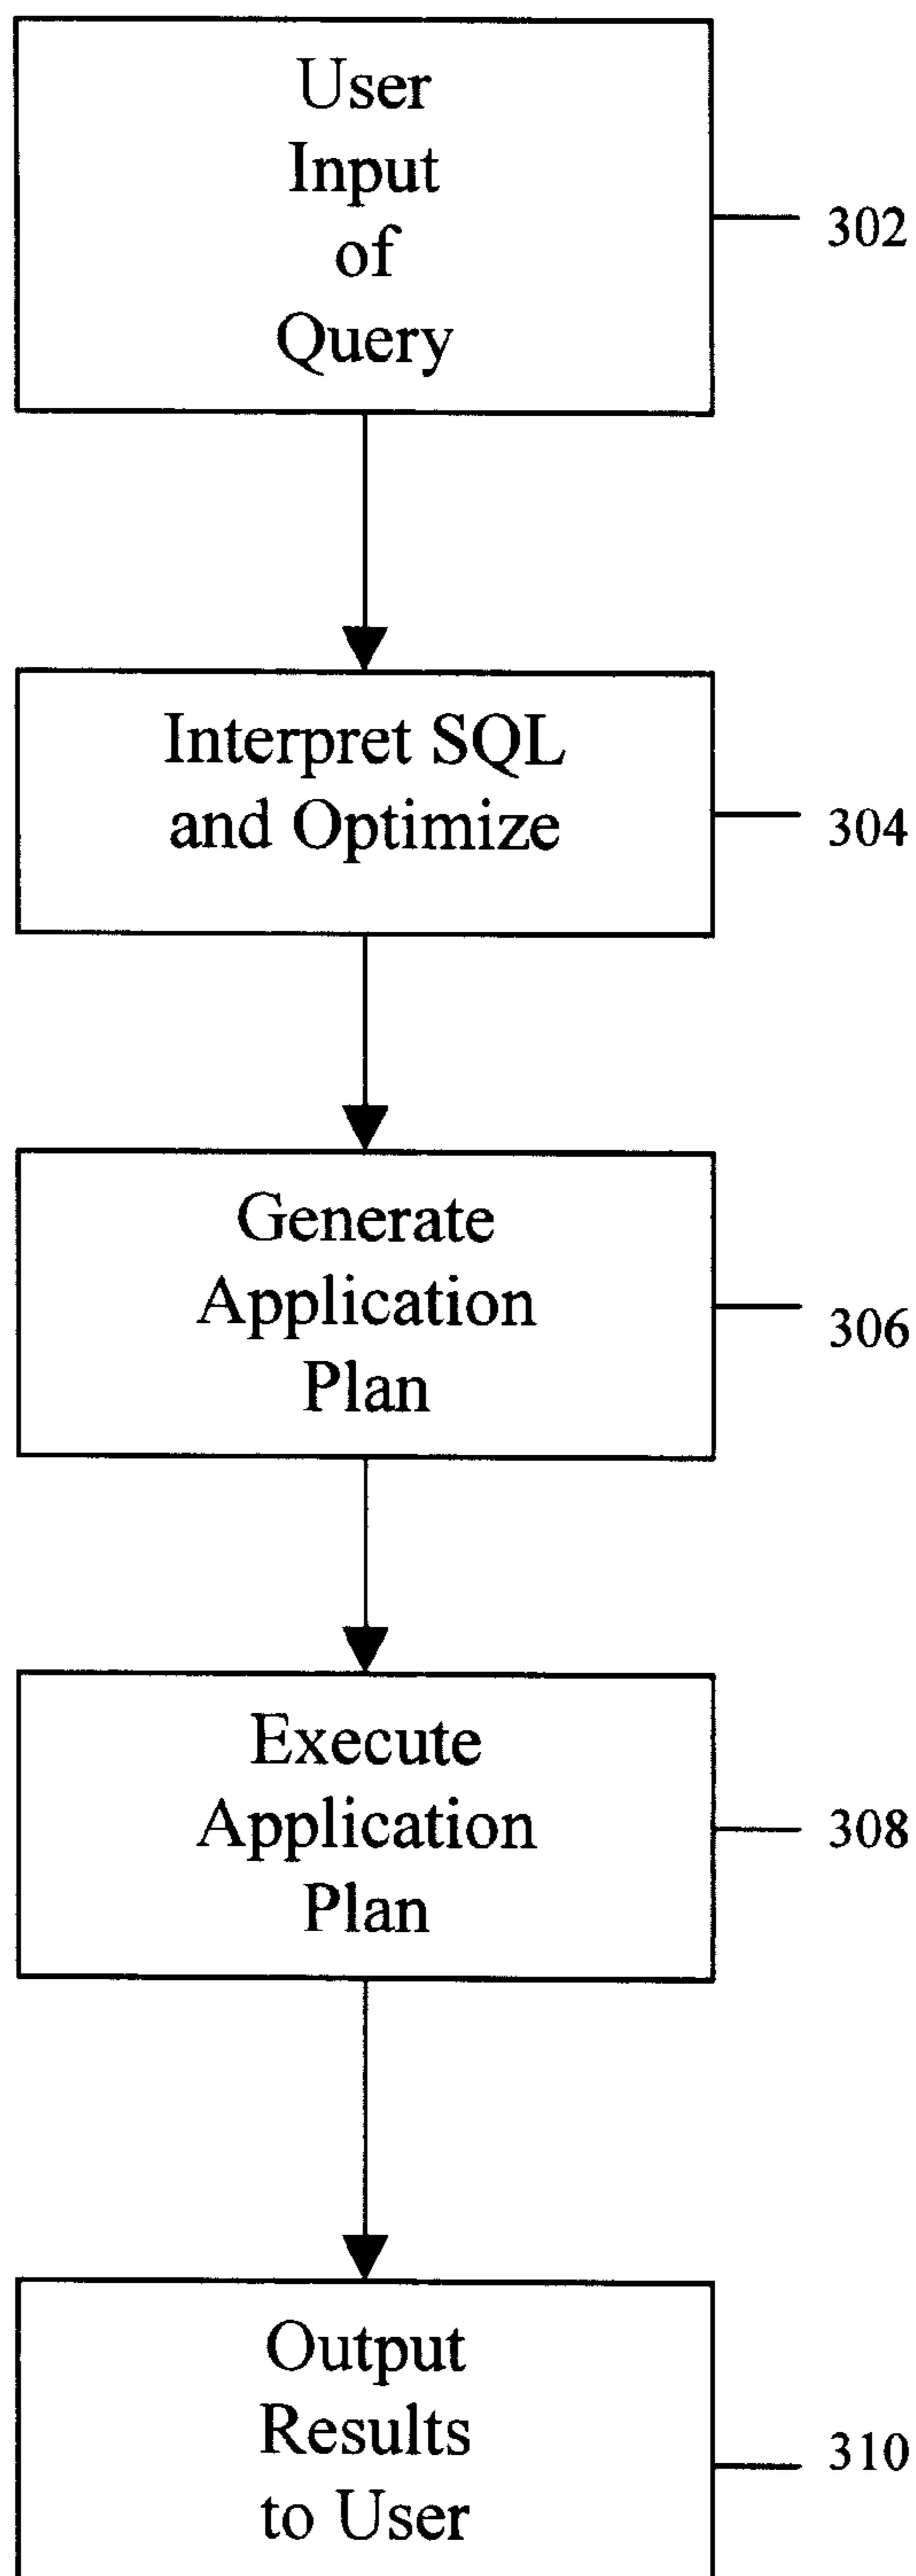 User
Input
of
Query
302
Interpret SQL
and Optimize
304
Generate
Application
Plan
306
Execute
Application
Plan
308
Output
Results
to User
310